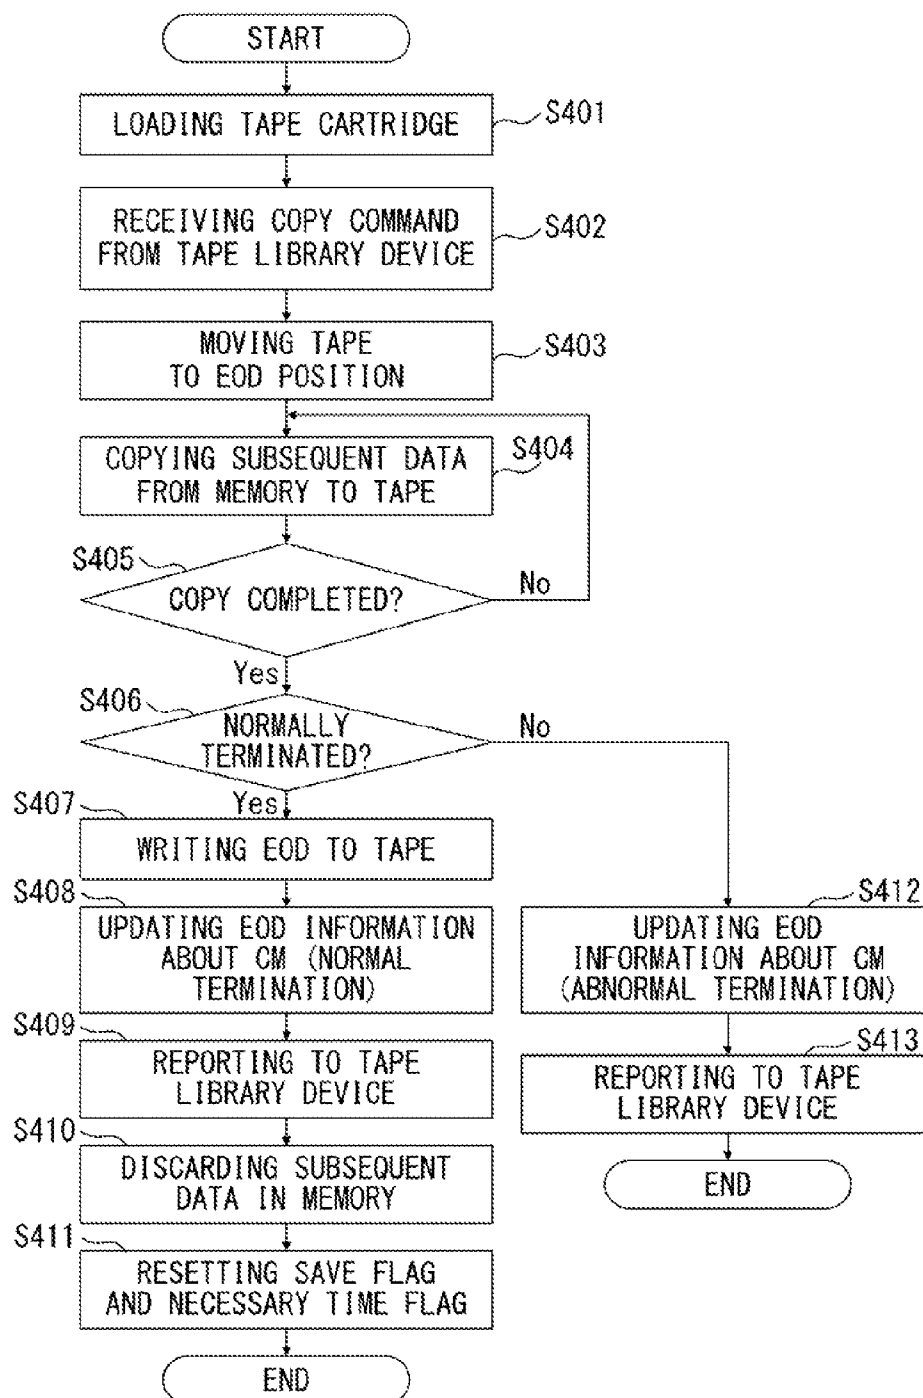 START
LOADING TAPE CARTRIDGE
S401
RECEIVING COPY COMMAND
FROM TAPE LIBRARY DEVICE
S402
MOVING TAPE
TO EOD POSITION
S403
COPYING SUBSEQUENT DATA
FROM MEMORY TO TAPE
S404
S405
COPY COMPLETED?
No
Yes
S406
NORMALLY
TERMINATED?
No
Yes
S407
WRITING EOD TO TAPE
S408
UPDATING EOD INFORMATION
ABOUT CM (NORMAL
TERMINATION)
S409
REPORTING TO TAPE
LIBRARY DEVICE
S410
DISCARDING SUBSEQUENT
DATA IN MEMORY
S411
RESETTING SAVE FLAG
AND NECESSARY TIME FLAG
END
S412
UPDATING EOD
INFORMATION ABOUT CM
(ABNORMAL TERMINATION)
S413
REPORTING TO TAPE
LIBRARY DEVICE
END